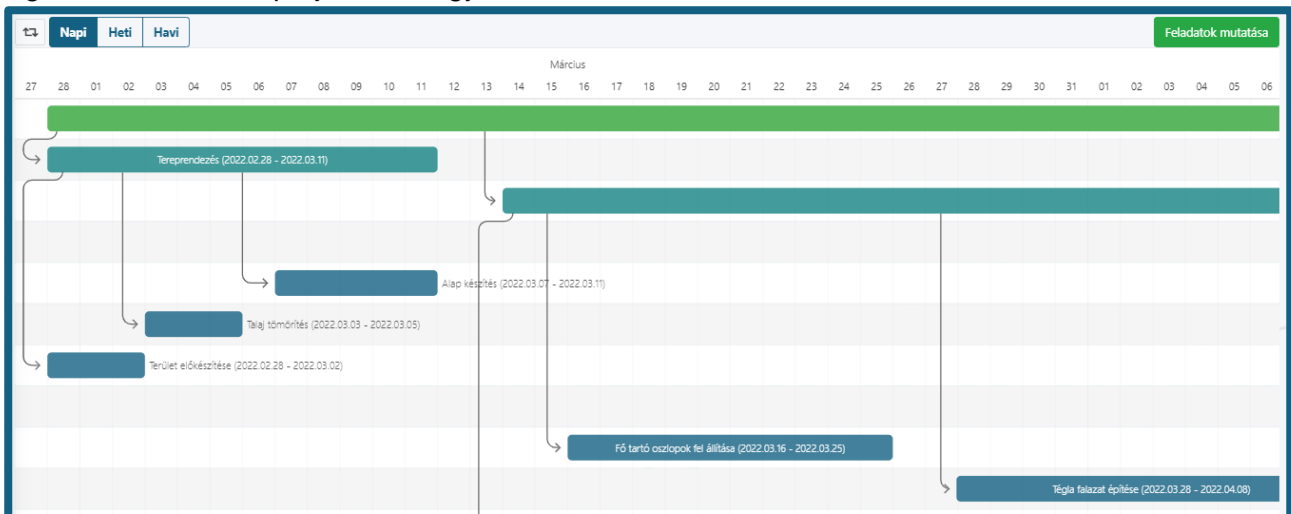 Napi Heti Havi Feladatok mutatása
Március
27 28 01 02 03 04 05 06 07 08 09 10 11 12 13 14 15 16 17 18 19 20 21 22 23 24 25 26 27 28 29 30 31 01 02 03 04 05 06
Tereprendezés (2022.02.28 - 2022.03.11)
Alap készítés (2022.03.07 - 2022.03.11)
Talaj tömörítés (2022.03.03 - 2022.03.05)
Terület előkészítése (2022.02.28 - 2022.03.02)
Fő tartó oszlopok fel állítása (2022.03.16 - 2022.03.25)
Tégla falazat építése (2022.03.28 - 2022.04.08)